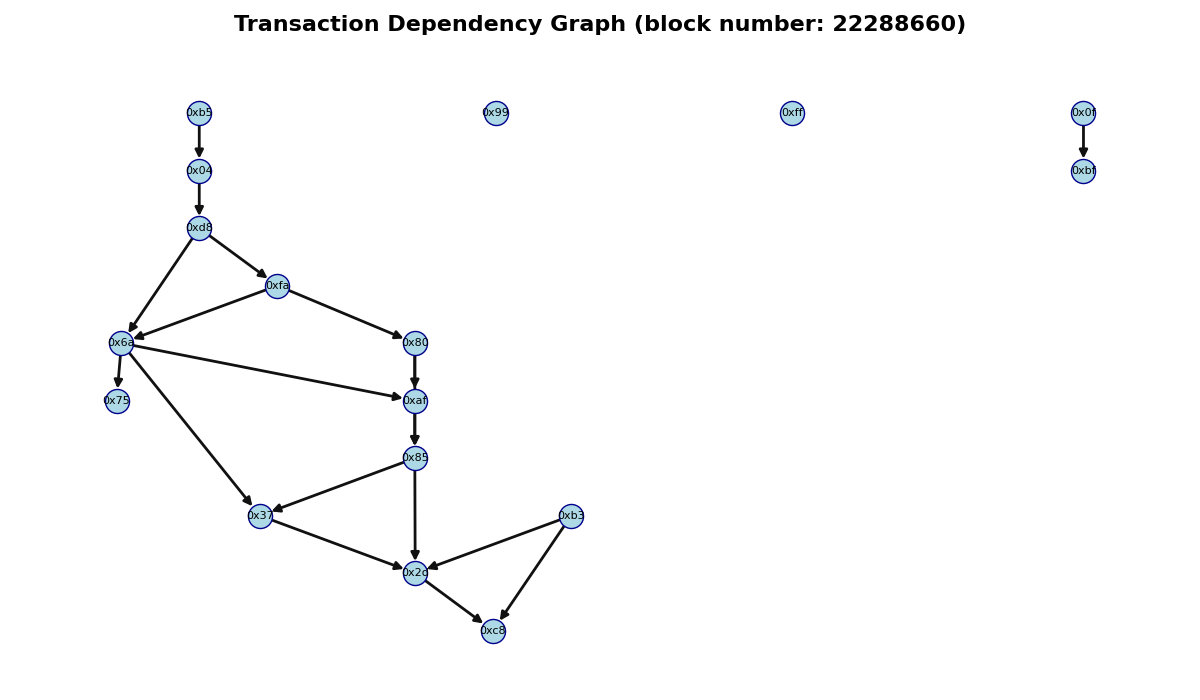 Transaction Dependency Graph (block number: 22288660)
0xb5
0x99
0xff
0x0f
0x04
0xbf
0xd8
0xfa
0x6a
0x80
0x75
0xaf
0x85
0x37
0xb3
0x2c
0xc8